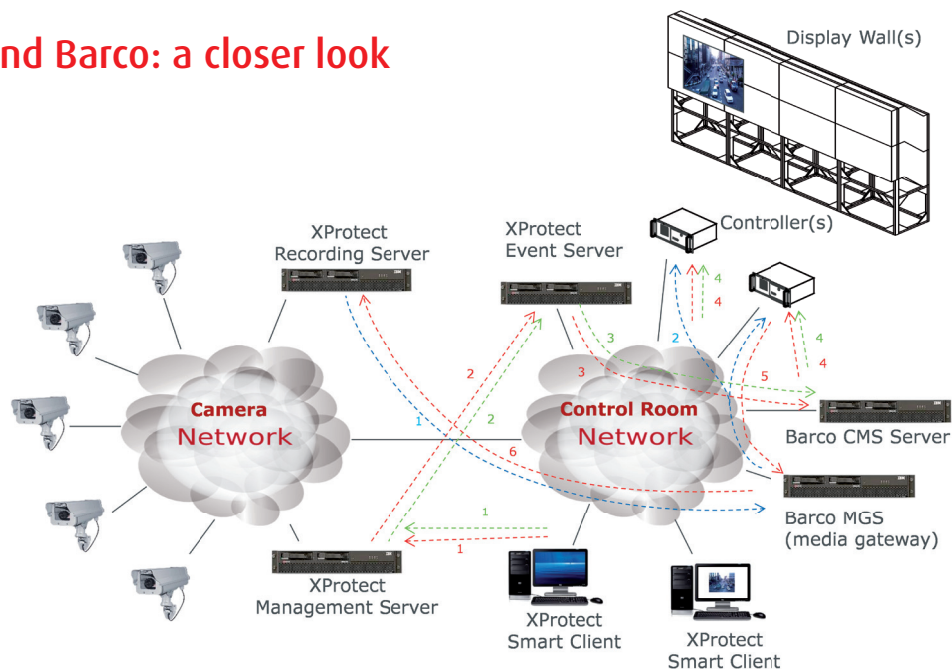 nd Barco: a closer look
Display Wall(s)
Controller(s)
XProtect
Recording Server
XProtect
Event Server
4
4
2
3
3
5
4
4
2
2
1
6
1
1
Camera
Network
Control Room
Network
Barco CMS Server
Barco MGS
(media gateway)
XProtect
Management Server
XProtect
Smart Client
XProtect
Smart Client